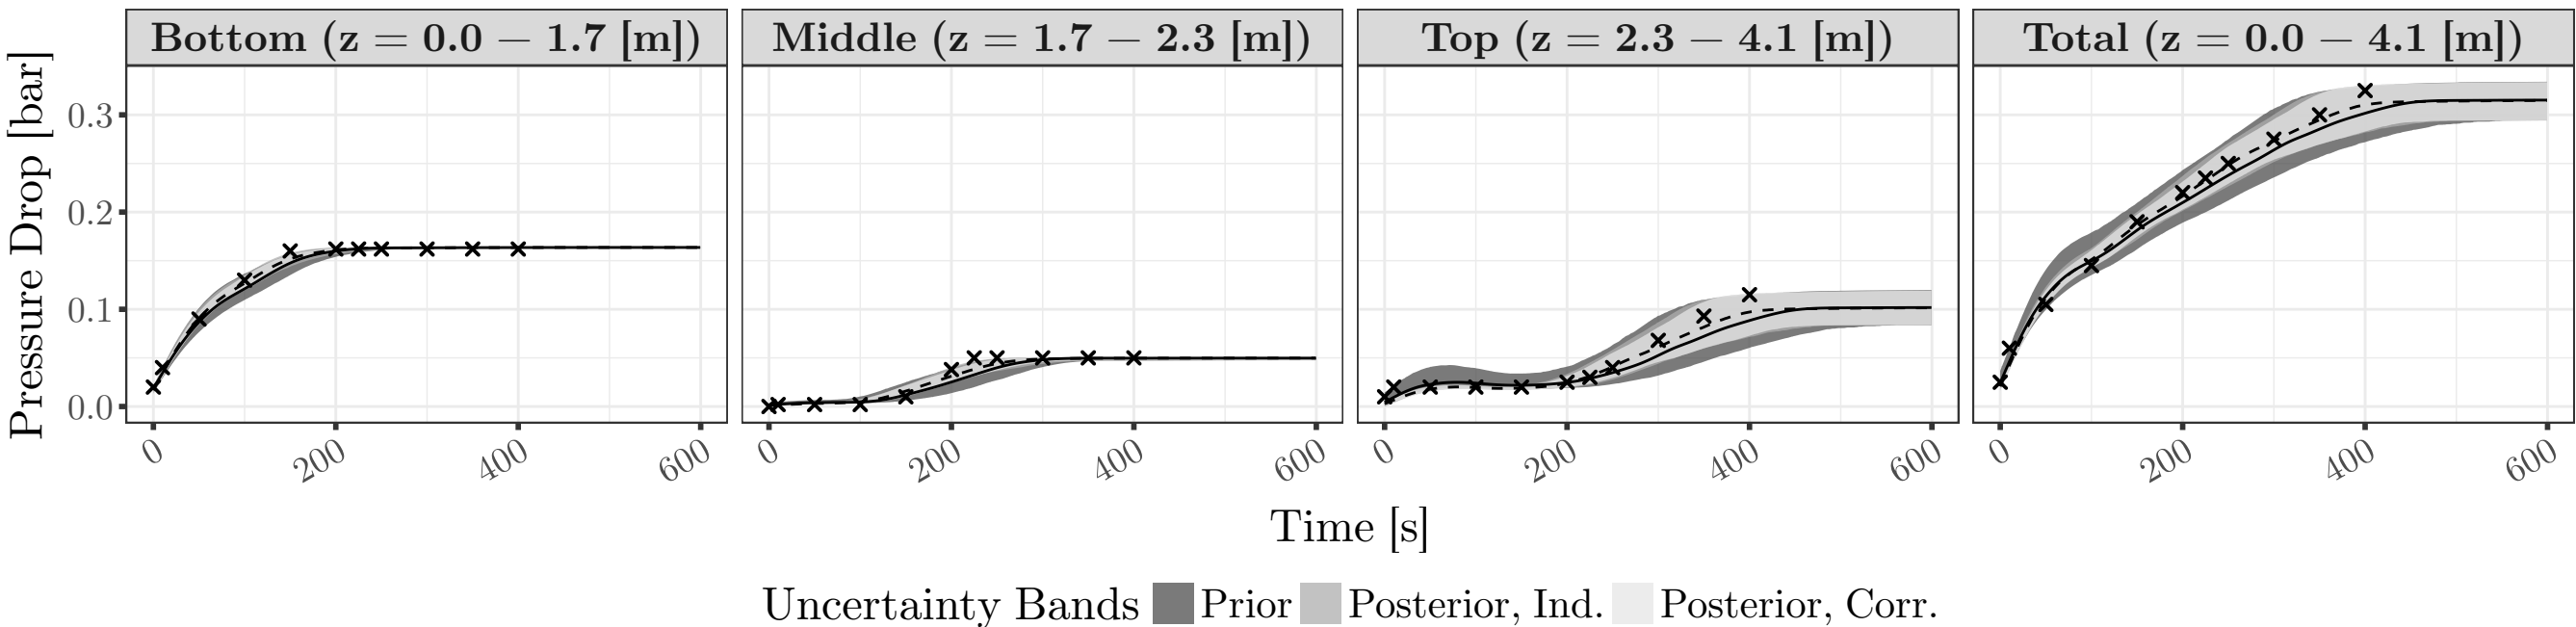 Bottom (z = 0.0 − 1.7 [m])
Middle (z = 1.7 − 2.3 [m])
Top (z = 2.3 − 4.1 [m])
Total (z = 0.0 − 4.1 [m])
Pressure Drop [bar]
0.3
0.2
0.1
0.0
0 200 400 600
0 200 400 600
0 200 400 600
0 200 400 600
Time [s]
Uncertainty Bands Prior Posterior, Ind. Posterior, Corr.